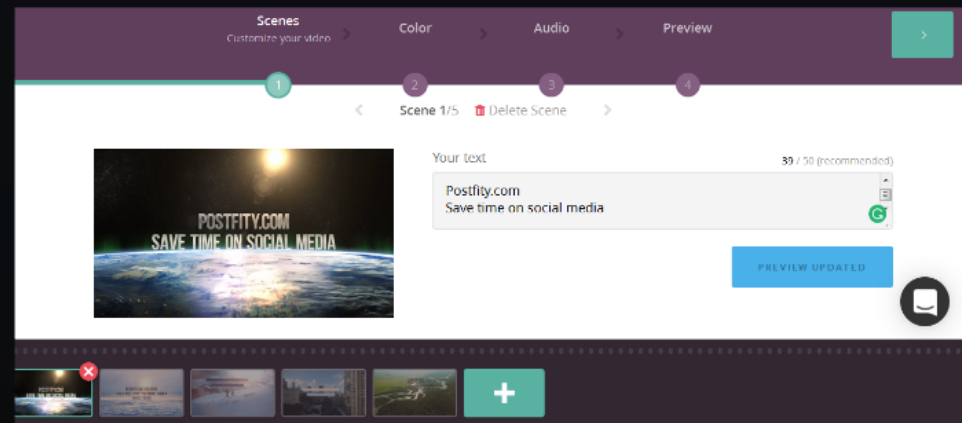 Scenes
Customize your video
Color
Audio
Preview
1
2
3
4
Scene 1/5
Delete Scene
Your text
39 / 50 (recommended)
Postfity.com
Save time on social media
POSTFITY.COM
SAVE TIME ON SOCIAL MEDIA
PREVIEW UPDATED